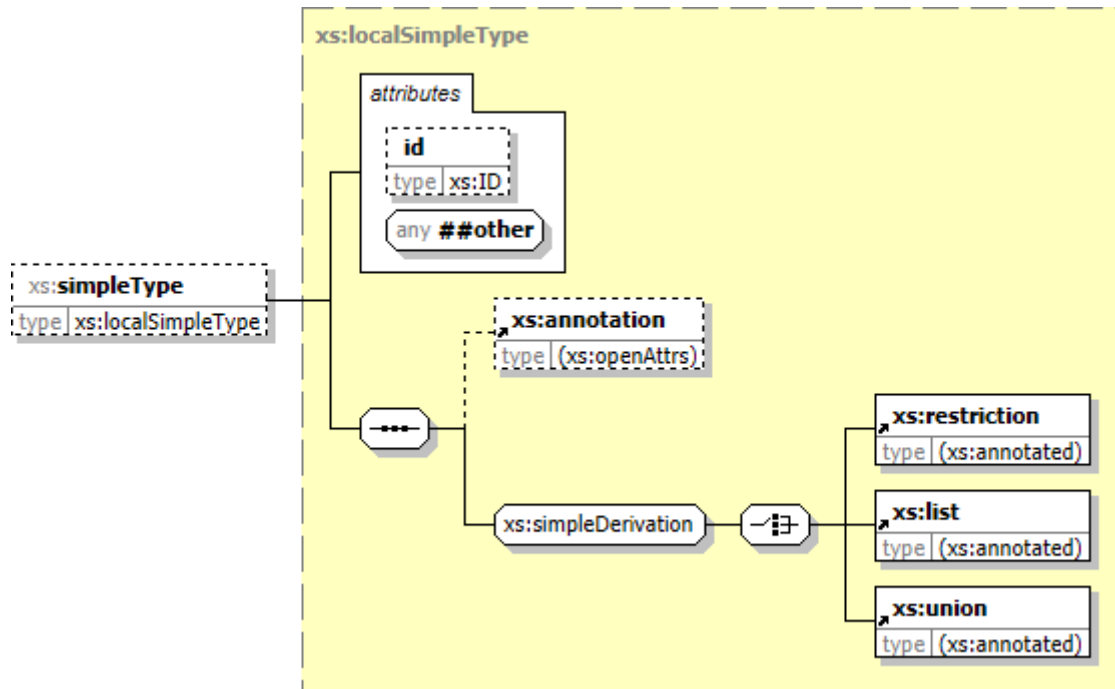 xs:localSimpleType
attributes
id
type xs:ID
any ##other
xs:simpleType
type xs:localSimpleType
xs:annotation
type (xs:openAttrs)
xs:restriction
type (xs:annotated)
xs:simpleDerivation
xs:list
type (xs:annotated)
xs:union
type (xs:annotated)